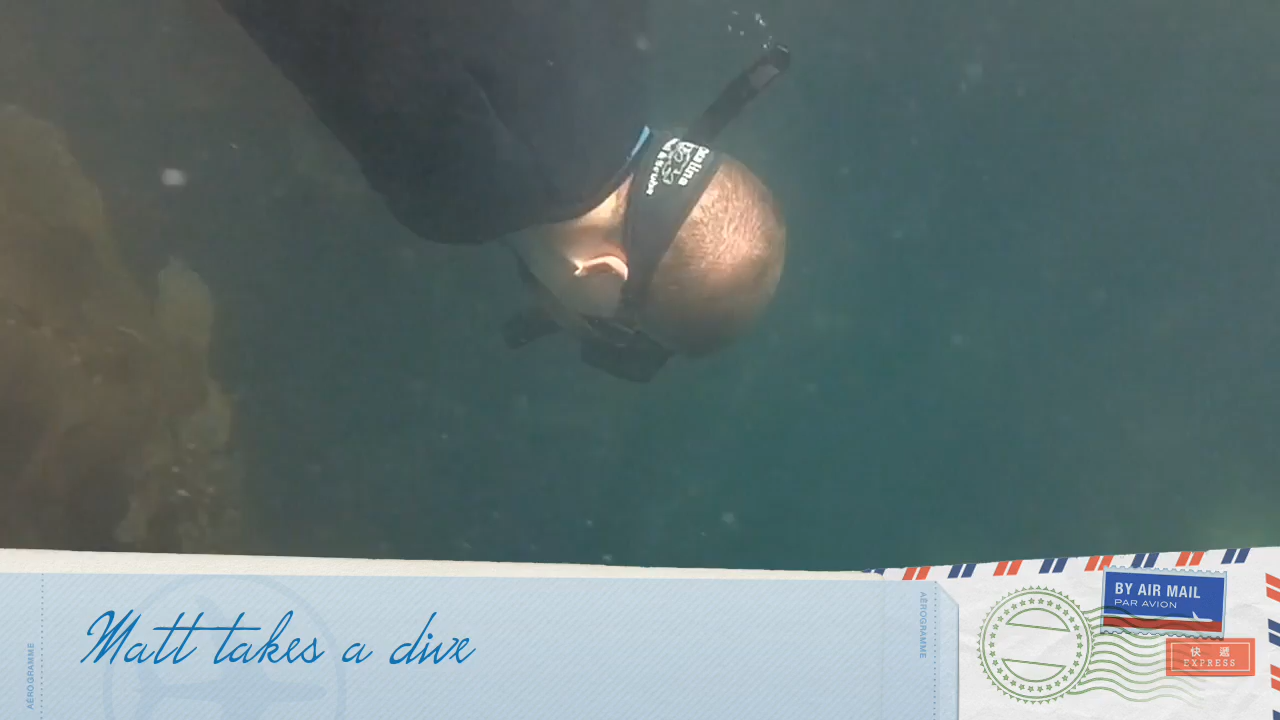 Matt takes a dive
AÉROGRAMME
AÉROGRAMME
BY AIR MAIL
PAR AVION
快 遞
EXPRESS